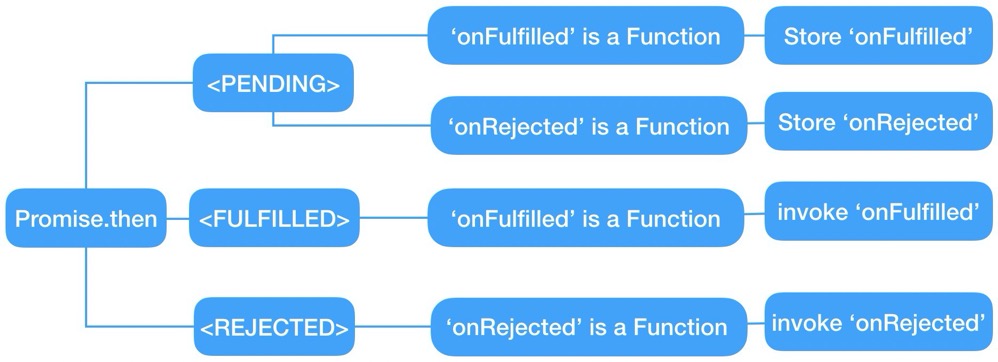 ‘onFulfilled’ is a Function
Store ‘onFulfilled’
<PENDING>
‘onRejected’ is a Function
Store ‘onRejected’
Promise.then
<FULFILLED>
‘onFulfilled’ is a Function
invoke ‘onFulfilled’
<REJECTED>
‘onRejected’ is a Function
invoke ‘onRejected’